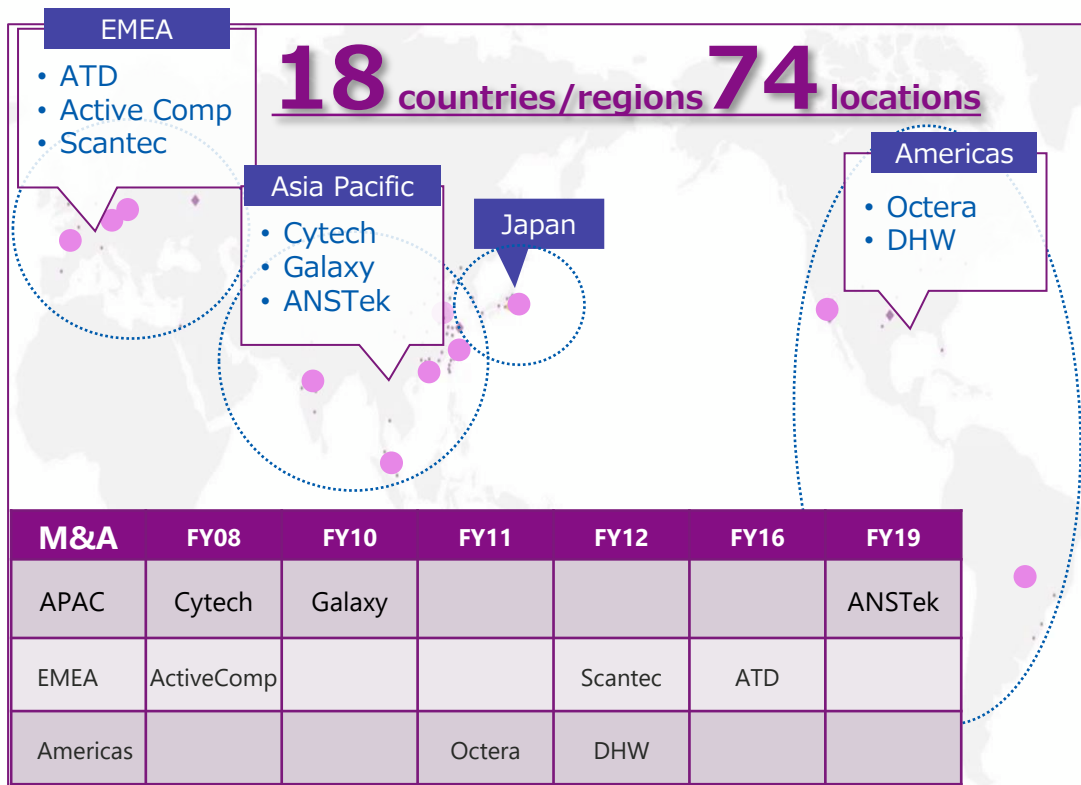 EMEA
• ATD
• Active Comp
• Scantec
18 countries/regions 74 locations
Asia Pacific
• Cytech
• Galaxy
• ANSTek
Japan
Americas
• Octera
• DHW
M&A FY08 FY10 FY11 FY12 FY16 FY19
APAC Cytech Galaxy ANSTek
EMEA ActiveComp Scantec ATD
Americas Octera DHW